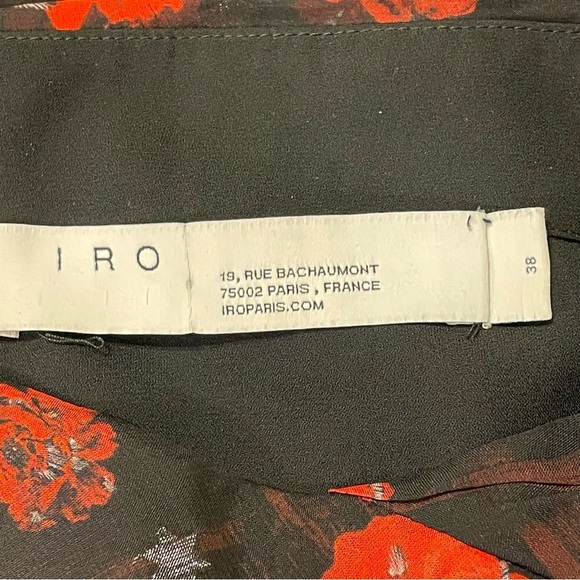 IRO
19, RUE BACHAUMONT
75002 PARIS , FRANCE
IROPARIS.COM
38